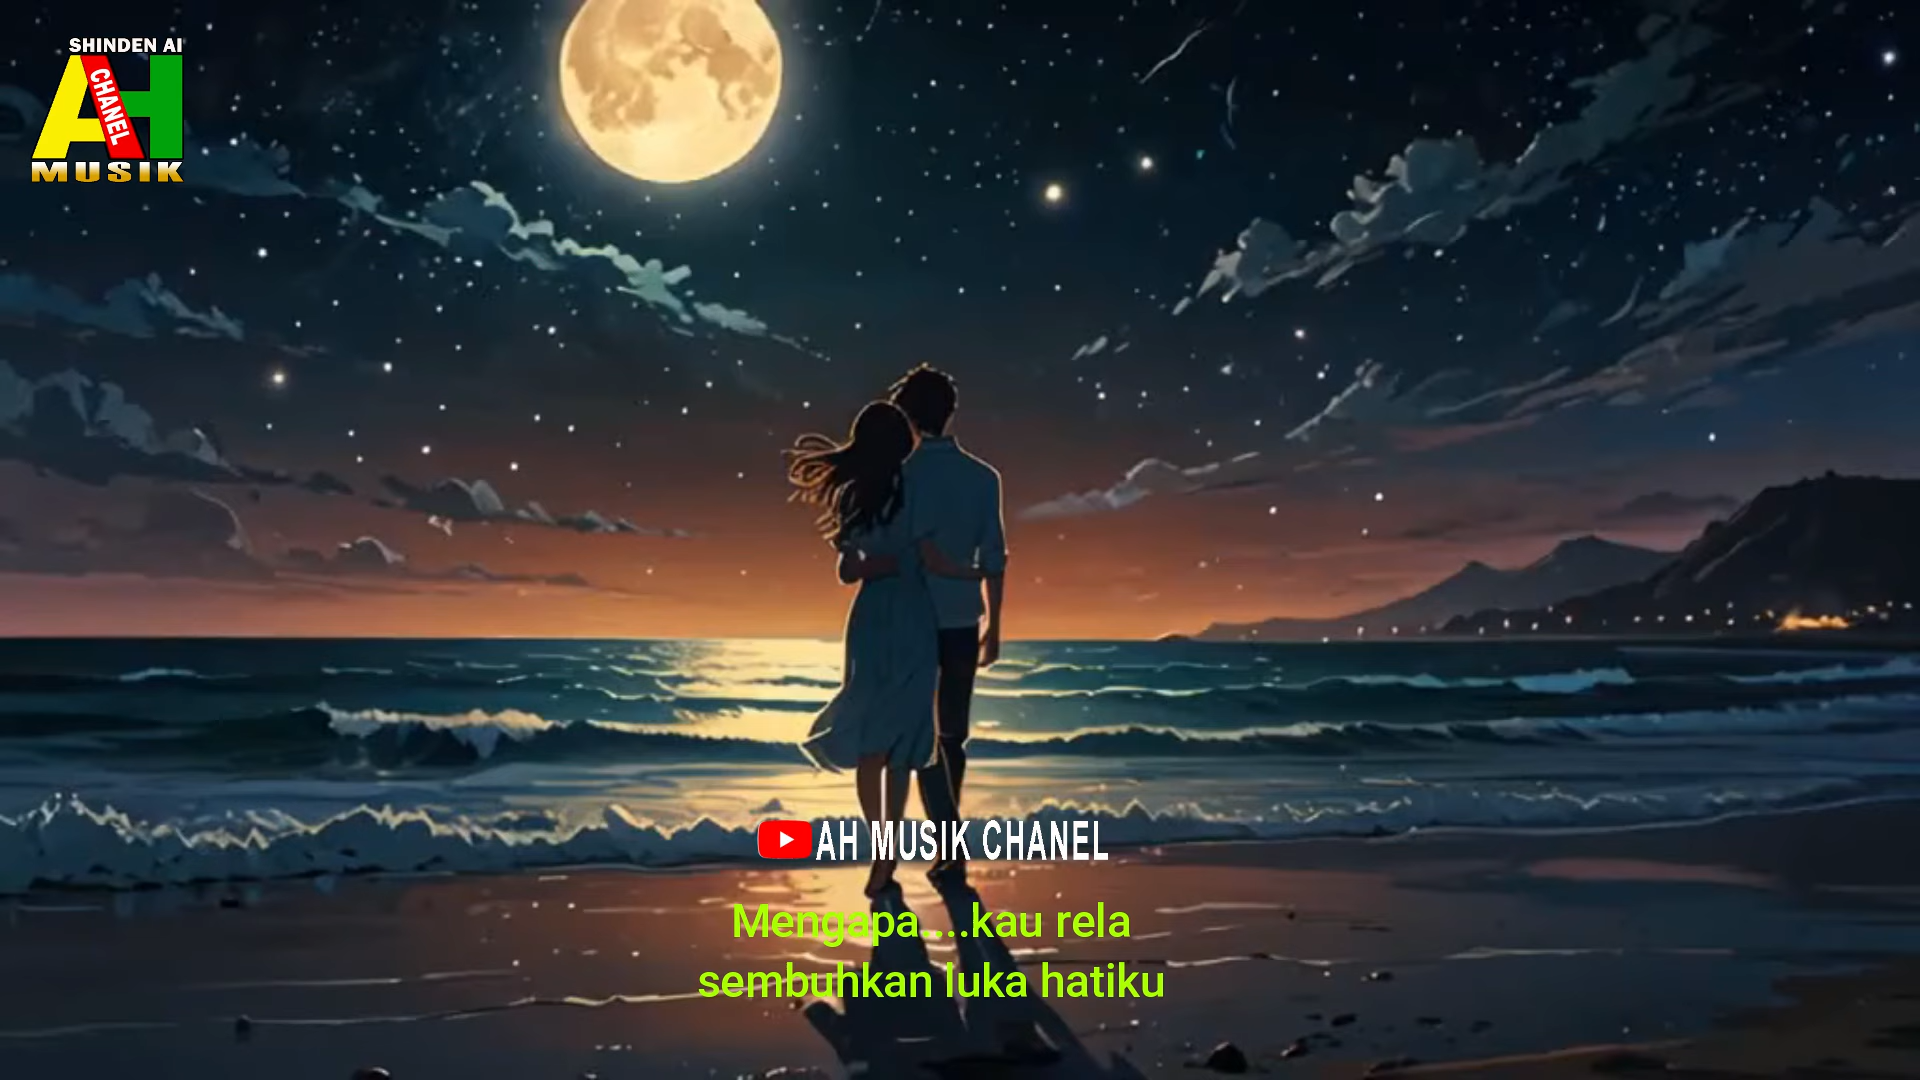 SHINDEN AI
AH
CHANEL
MUSIK
AH MUSIK CHANEL
Mengapa....kau rela
sembuhkan luka hatiku